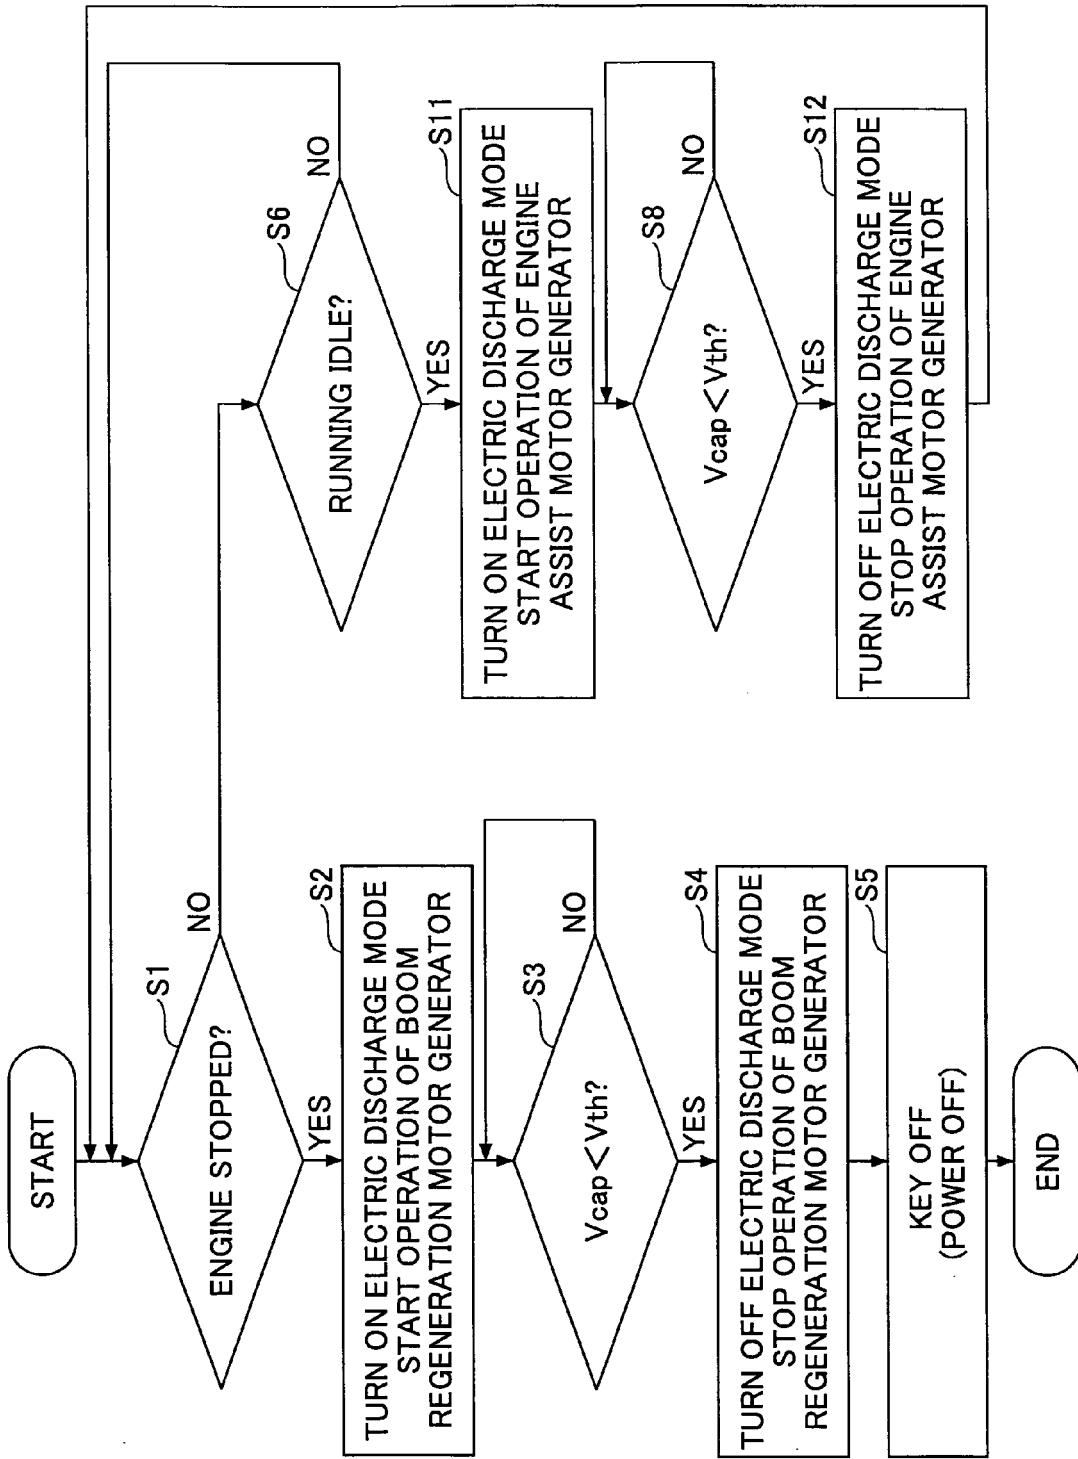 START
ENGINE STOPPED?
S1
NO
YES
TURN ON ELECTRIC DISCHARGE MODE
START OPERATION OF BOOM
REGENERATION MOTOR GENERATOR
S2
Vcap<Vth?
S3
NO
YES
TURN OFF ELECTRIC DISCHARGE MODE
STOP OPERATION OF BOOM
REGENERATION MOTOR GENERATOR
S4
KEY OFF
(POWER OFF)
S5
END
RUNNING IDLE?
S6
NO
YES
TURN ON ELECTRIC DISCHARGE MODE
START OPERATION OF ENGINE
ASSIST MOTOR GENERATOR
S11
Vcap<Vth?
S8
NO
YES
TURN OFF ELECTRIC DISCHARGE MODE
STOP OPERATION OF ENGINE
ASSIST MOTOR GENERATOR
S12